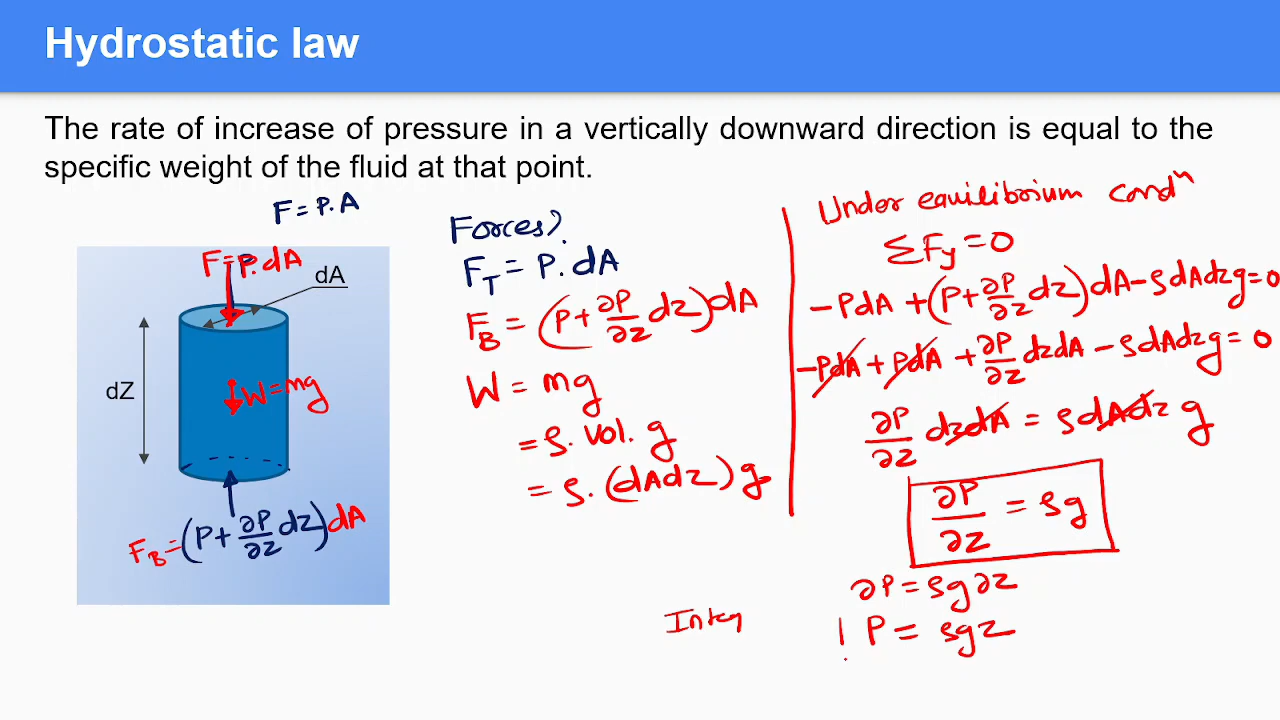 Hydrostatic law
The rate of increase of pressure in a vertically downward direction is equal to the
specific weight of the fluid at that point.
F = P.A
F = P.dA
dA
dZ
W = mg
F_B = (P + ∂P/∂z dz) dA
Forces?
F_T = P.dA
F_B = (P + ∂P/∂z dz) dA
W = mg
= ρ. Vol. g
= ρ. (dAdz) g
Under equilibrium condⁿ
ΣFy = 0
-PdA + (P + ∂P/∂z dz) dA - ρdAdzg = 0
-PdA + PdA + ∂P/∂z dzdA - ρdAdzg = 0
∂P/∂z dzdA = ρdAdz g
∂P/∂z = ρg
∂P = ρg∂z
P = ρgz
Integ